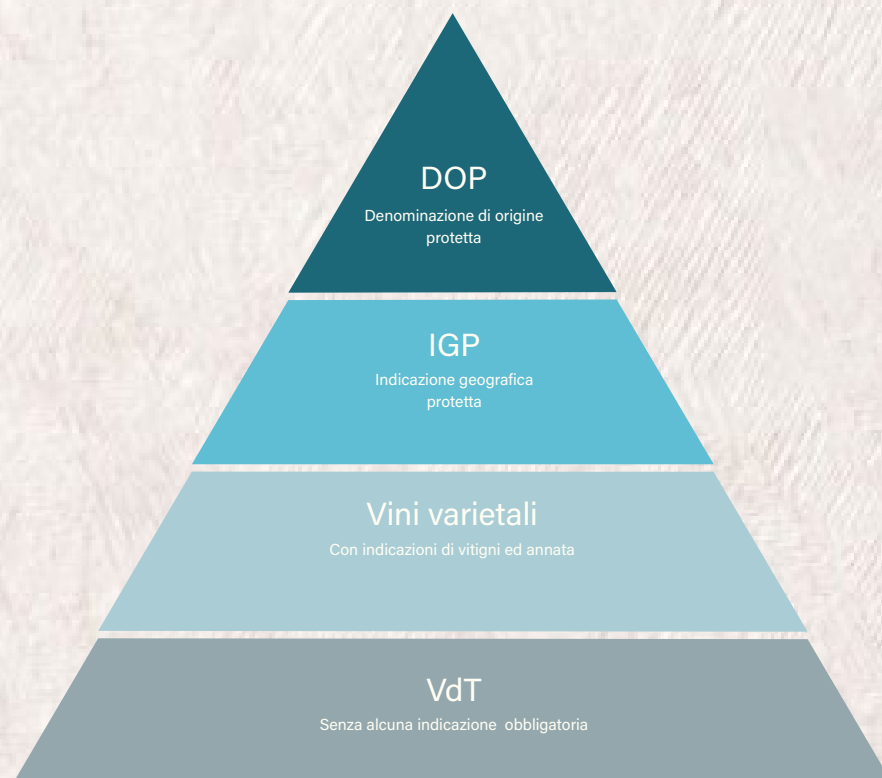 DOP
Denominazione di origine
protetta
IGP
Indicazione geografica
protetta
Vini varietali
Con indicazioni di vitigni ed annata
VdT
Senza alcuna indicazione  obbligatoria